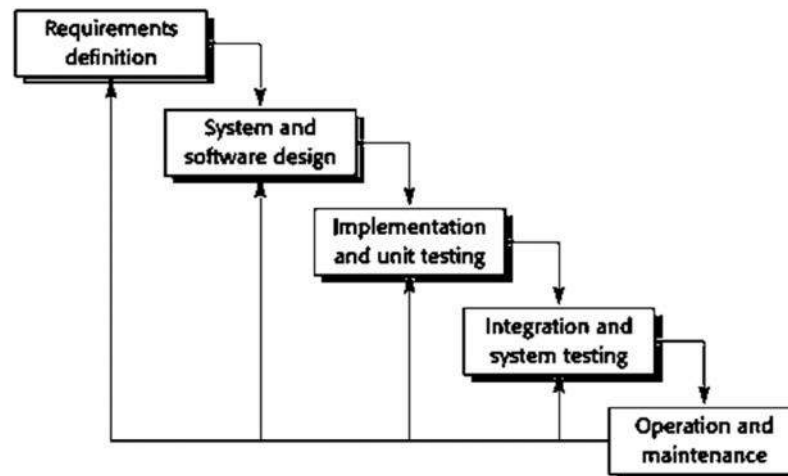 Requirements
definition
System and
software design
Implementation
and unit testing
Integration and
system testing
Operation and
maintenance